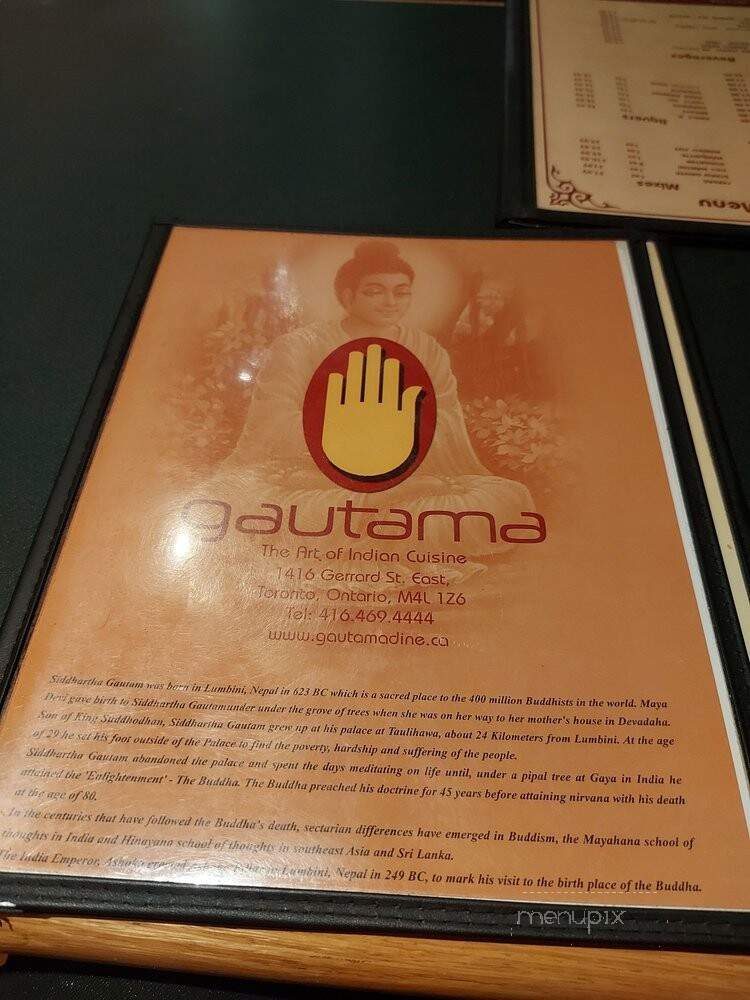 Menu
Mixes
Liquors
Beverages
gautama
The Art of Indian Cuisine
1416 Gerrard St, East,
Toronto, Ontario, M4L 1Z6
Tel: 416.469.4444
www.gautamadine.ca
Siddhartha Gautam was born in Lumbini, Nepal in 623 BC which is a sacred place to the 400 million Buddhists in the world. Maya
Devi gave birth to Siddhartha Gautamunder under the grove of trees when she was on her way to her mother's house in Devadaha.
Son of King Suddhodhan, Siddhartha Gautam grew up at his palace at Taulihawa, about 24 Kilometers from Lumbini. At the age
of 29 he set his foot outside of the Palace to find the poverty, hardship and suffering of the people.
Siddhartha Gautam abandoned the palace and spent the days meditating on life until, under a pipal tree at Gaya in India he
attained the 'Enlightenment' - The Buddha. The Buddha preached his doctrine for 45 years before attaining nirvana with his death
at the age of 80.
In the centuries that have followed the Buddha's death, sectarian differences have emerged in Buddism, the Mayahana school of
thoughts in India and Hinayano school of thoughts in southeast Asia and Sri Lanka.
The India Emperor, Ashoka Lumbini, Nepal in 249 BC, to mark his visit to the birth place of the Buddha.
menupix